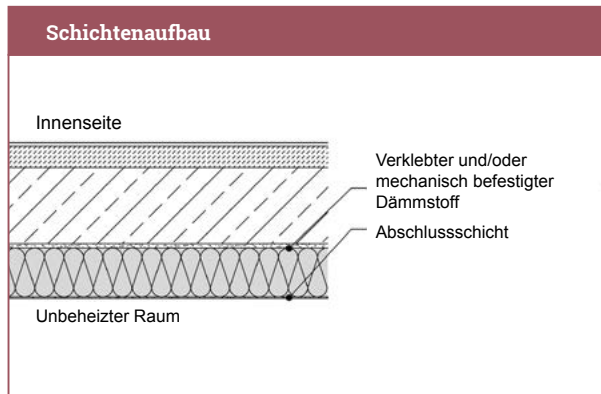 Schichtenaufbau
Innenseite
Verklebter und/oder
mechanisch befestigter
Dämmstoff
Abschlussschicht
Unbeheizter Raum